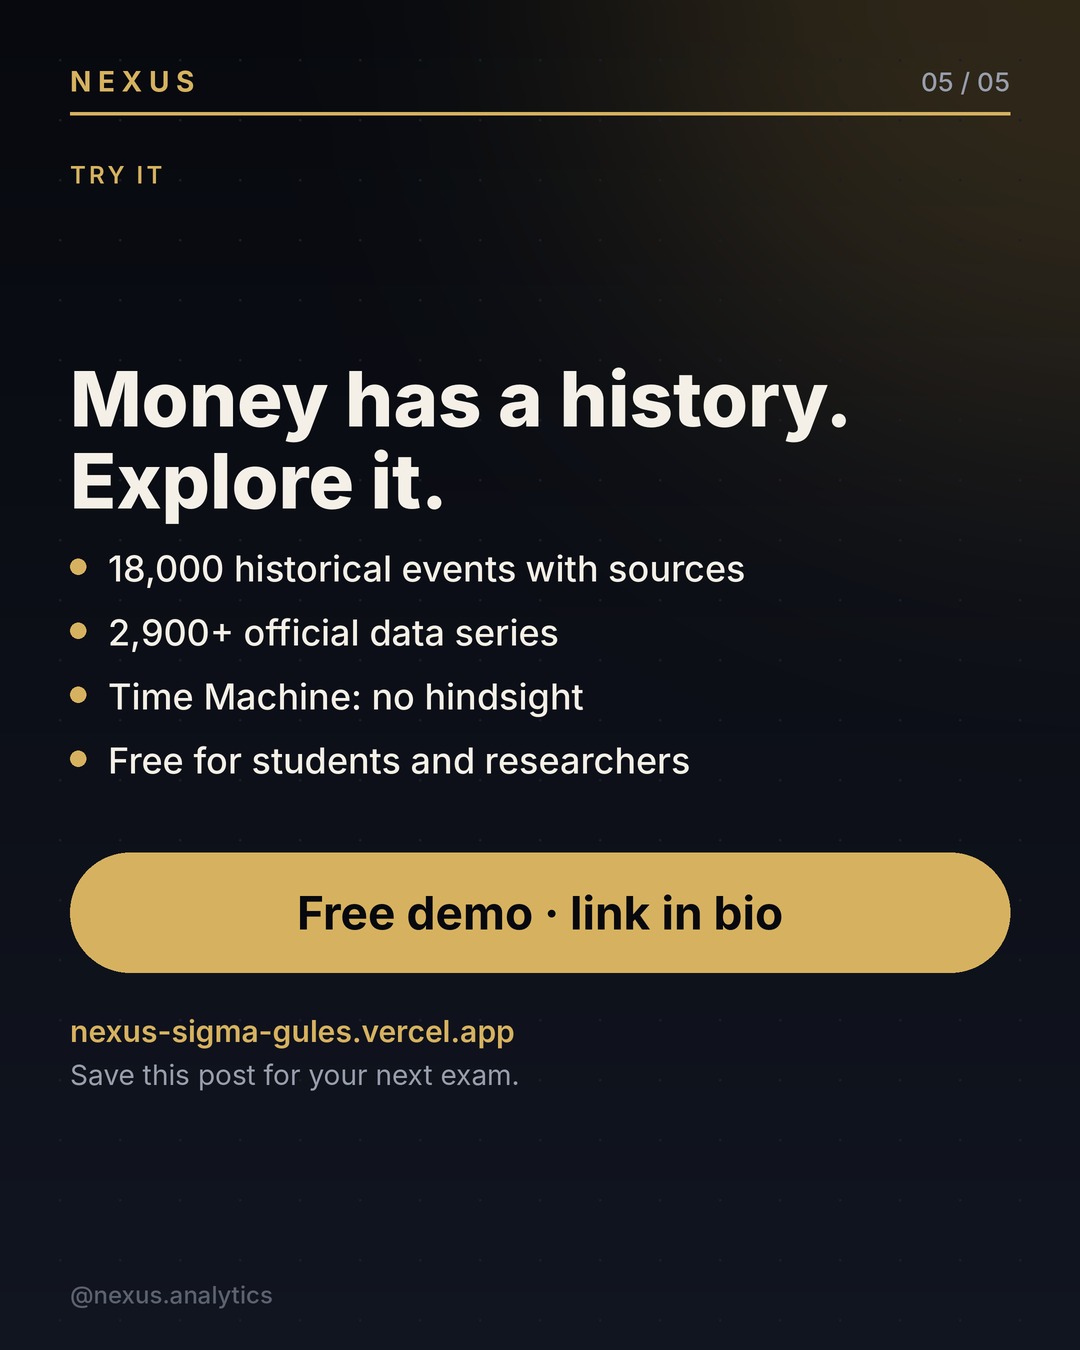 NEXUS
05 / 05
TRY IT
Money has a history.
Explore it.
18,000 historical events with sources
2,900+ official data series
Time Machine: no hindsight
Free for students and researchers
Free demo · link in bio
nexus-sigma-gules.vercel.app
Save this post for your next exam.
@nexus.analytics